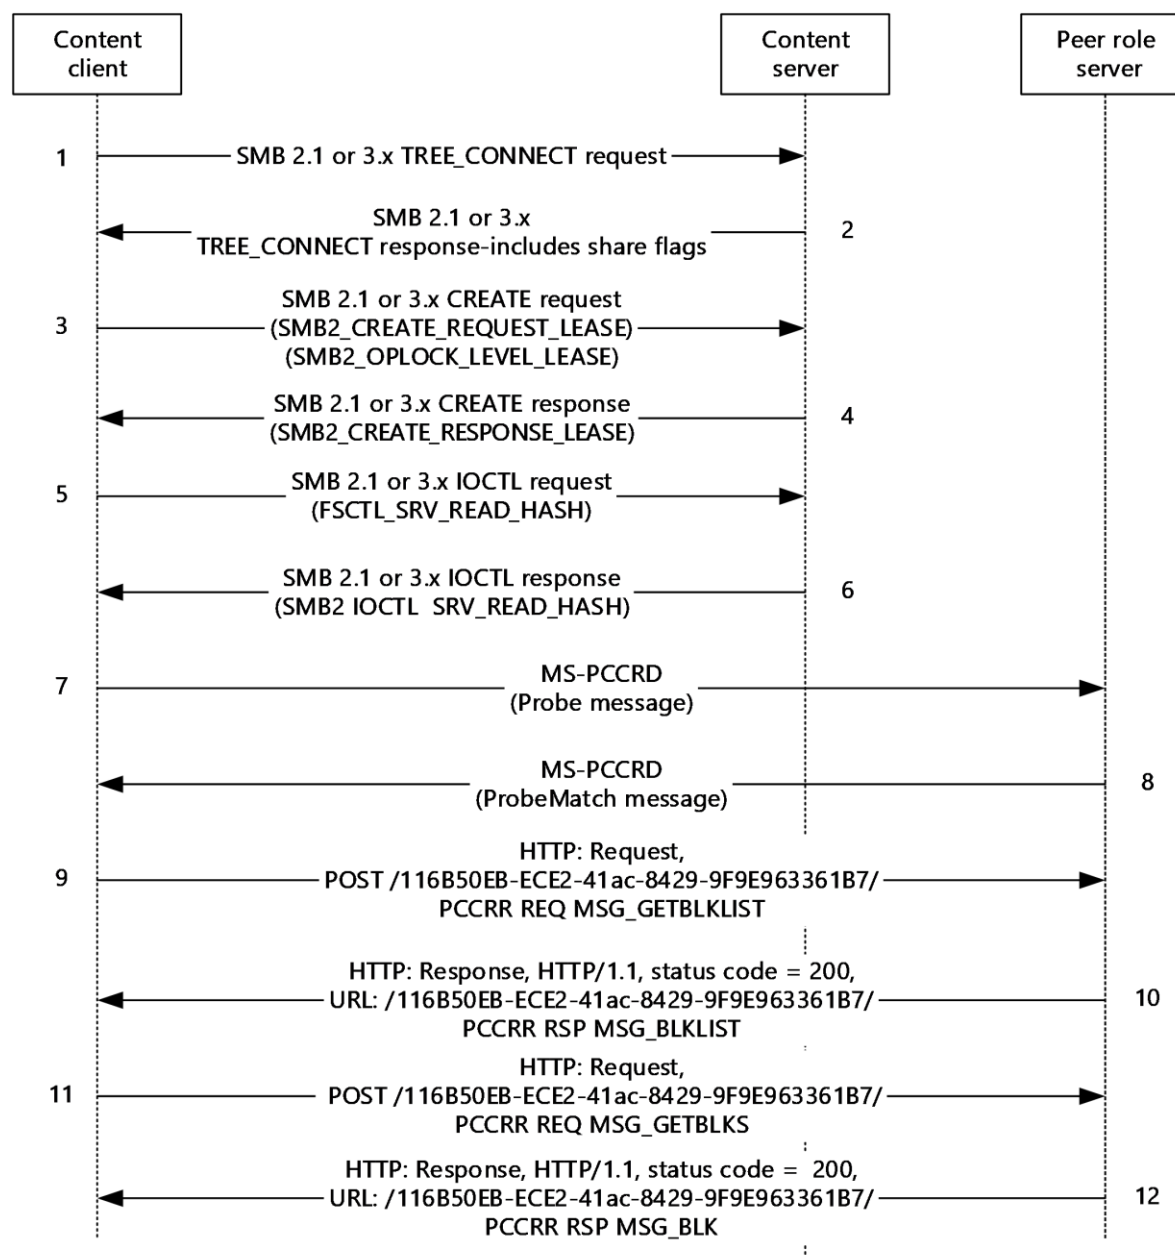 Content
client
Content
server
Peer role
server
1
SMB 2.1 or 3.x TREE_CONNECT request
SMB 2.1 or 3.x
TREE_CONNECT response-includes share flags
2
3
SMB 2.1 or 3.x CREATE request
(SMB2_CREATE_REQUEST_LEASE)
(SMB2_OPLOCK_LEVEL_LEASE)
SMB 2.1 or 3.x CREATE response
(SMB2_CREATE_RESPONSE_LEASE)
4
5
SMB 2.1 or 3.x IOCTL request
(FSCTL_SRV_READ_HASH)
SMB 2.1 or 3.x IOCTL response
(SMB2 IOCTL SRV_READ_HASH)
6
7
MS-PCCRD
(Probe message)
MS-PCCRD
(ProbeMatch message)
8
9
HTTP: Request,
POST /116B50EB-ECE2-41ac-8429-9F9E963361B7/
PCCRR REQ MSG_GETBLKLIST
HTTP: Response, HTTP/1.1, status code = 200,
URL: /116B50EB-ECE2-41ac-8429-9F9E963361B7/
PCCRR RSP MSG_BLKLIST
10
11
HTTP: Request,
POST /116B50EB-ECE2-41ac-8429-9F9E963361B7/
PCCRR REQ MSG_GETBLKS
HTTP: Response, HTTP/1.1, status code = 200,
URL: /116B50EB-ECE2-41ac-8429-9F9E963361B7/
PCCRR RSP MSG_BLK
12